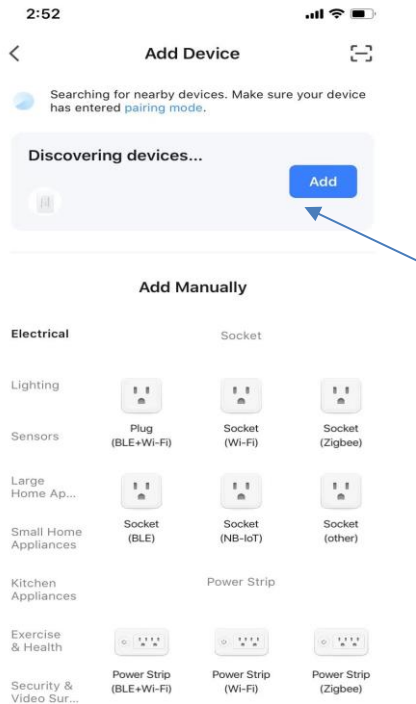 2:52
Add Device
Searching for nearby devices. Make sure your device
has entered pairing mode.
Discovering devices...
Add
Add Manually
Electrical
Socket
Lighting
Plug
(BLE+Wi-Fi)
Socket
(Wi-Fi)
Socket
(Zigbee)
Sensors
Large
Home Ap...
Socket
(BLE)
Socket
(NB-IoT)
Socket
(other)
Small Home
Appliances
Kitchen
Appliances
Power Strip
Exercise
& Health
Power Strip
(BLE+Wi-Fi)
Power Strip
(Wi-Fi)
Power Strip
(Zigbee)
Security &
Video Sur...